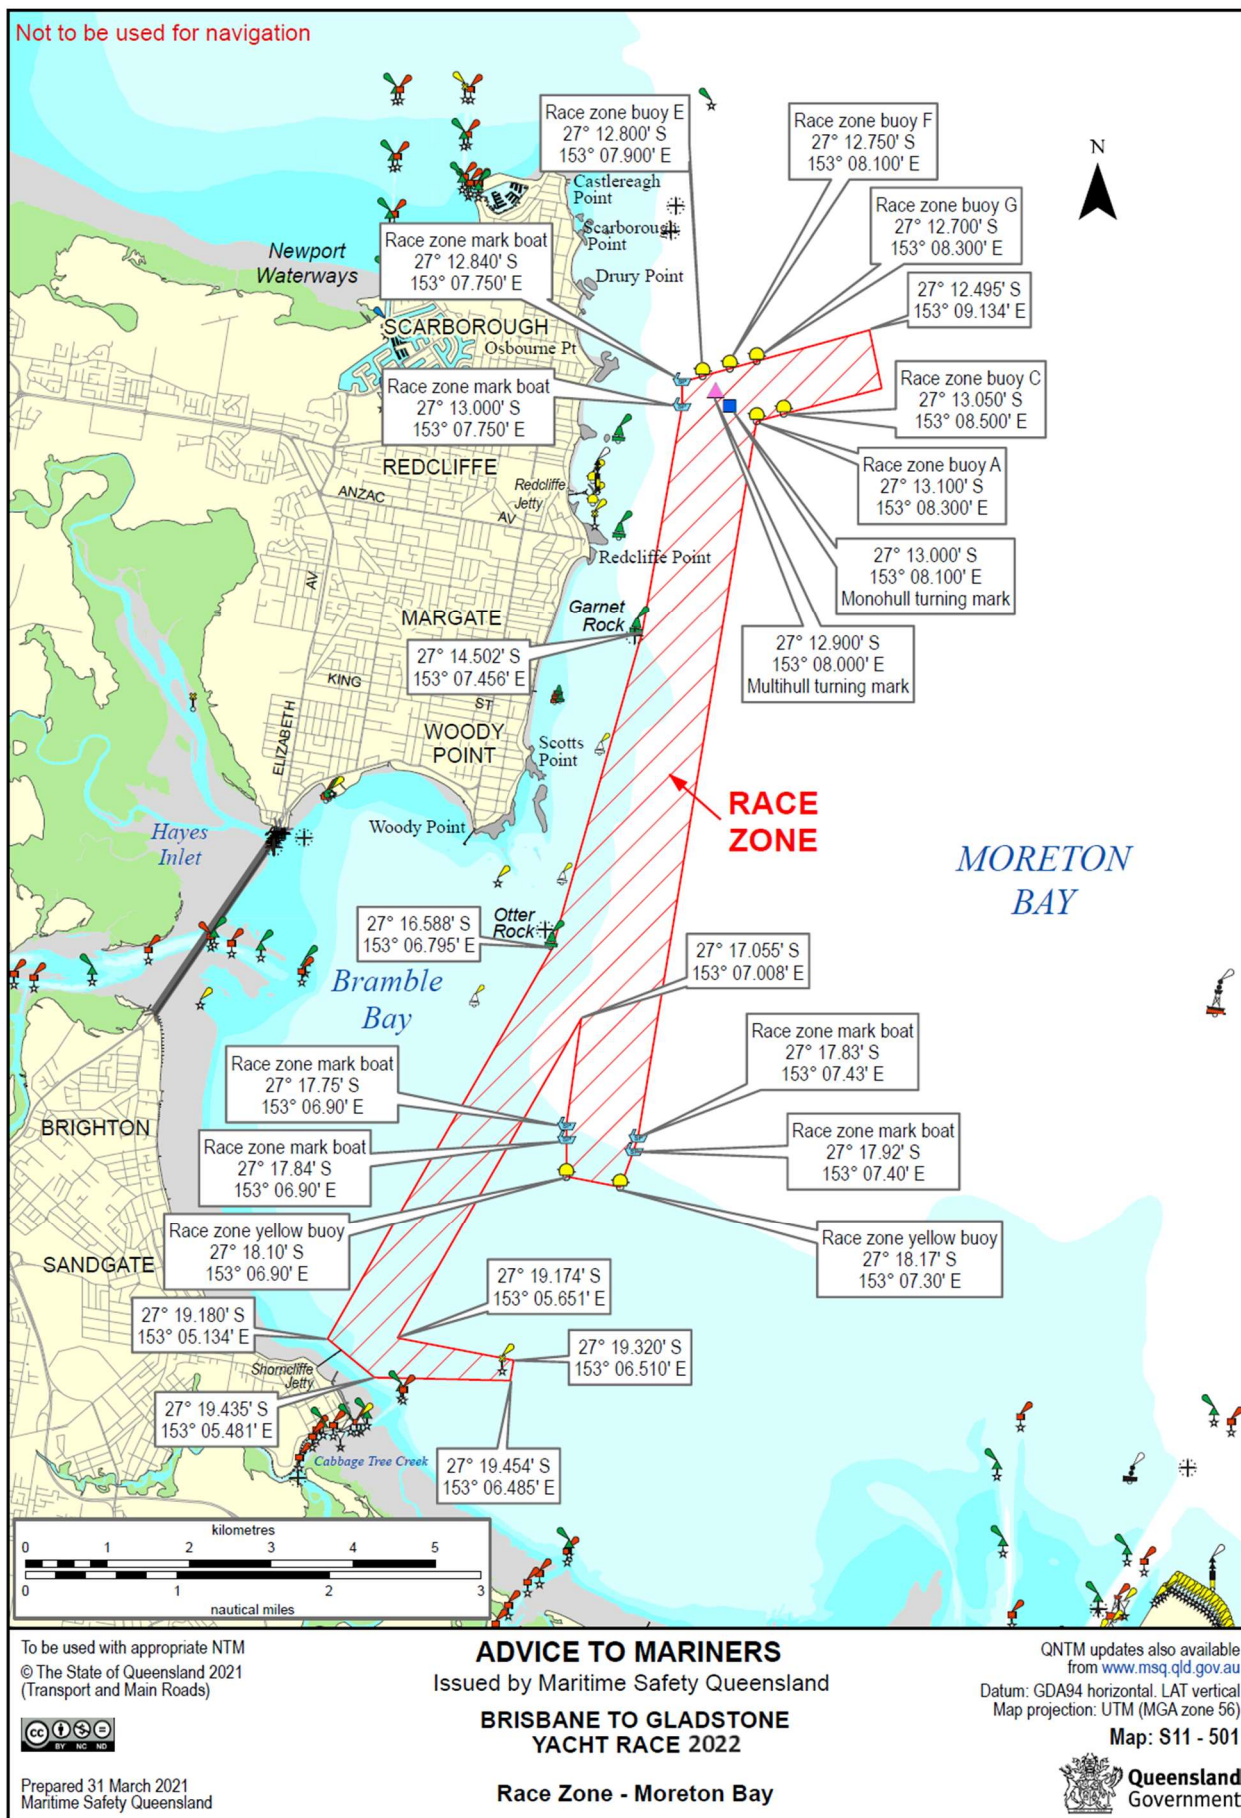 Not to be used for navigation
Race zone buoy E
27° 12.800' S
153° 07.900' E
Race zone buoy F
27° 12.750' S
153° 08.100' E
N
Castlereagh
Point
Race zone buoy G
27° 12.700' S
153° 08.300' E
Scarborough
Point
Race zone mark boat
27° 12.840' S
153° 07.750' E
Newport
Waterways
Drury Point
27° 12.495' S
153° 09.134' E
SCARBOROUGH
Osbourne Pt
Race zone mark boat
27° 13.000' S
153° 07.750' E
Race zone buoy C
27° 13.050' S
153° 08.500' E
REDCLIFFE
Race zone buoy A
27° 13.100' S
153° 08.300' E
ANZAC
AV
Redcliffe
Jetty
Redcliffe Point
27° 13.000' S
153° 08.100' E
Monohull turning mark
AV
MARGATE
Garnet
Rock
27° 14.502' S
153° 07.456' E
27° 12.900' S
153° 08.000' E
Multihull turning mark
KING
ST
ELIZABETH
WOODY
POINT
Scotts
Point
RACE
ZONE
Hayes
Inlet
Woody Point
MORETON
BAY
27° 16.588' S
153° 06.795' E
Otter
Rock
27° 17.055' S
153° 07.008' E
Bramble
Bay
Race zone mark boat
27° 17.83' S
153° 07.43' E
Race zone mark boat
27° 17.75' S
153° 06.90' E
BRIGHTON
Race zone mark boat
27° 17.92' S
153° 07.40' E
Race zone mark boat
27° 17.84' S
153° 06.90' E
Race zone yellow buoy
27° 18.10' S
153° 06.90' E
Race zone yellow buoy
27° 18.17' S
153° 07.30' E
SANDGATE
27° 19.174' S
153° 05.651' E
27° 19.180' S
153° 05.134' E
27° 19.320' S
153° 06.510' E
Shorncliffe
Jetty
27° 19.435' S
153° 05.481' E
Cabbage Tree Creek
27° 19.454' S
153° 06.485' E
kilometres
0 1 2 3 4 5
0 1 2 3
nautical miles
To be used with appropriate NTM
© The State of Queensland 2021
(Transport and Main Roads)
cc BY NC ND
Prepared 31 March 2021
Maritime Safety Queensland
ADVICE TO MARINERS
Issued by Maritime Safety Queensland
BRISBANE TO GLADSTONE
YACHT RACE 2022
Race Zone - Moreton Bay
QNTM updates also available
from www.msq.qld.gov.au
Datum: GDA94 horizontal. LAT vertical
Map projection: UTM (MGA zone 56)
Map: S11 - 501
Queensland
Government